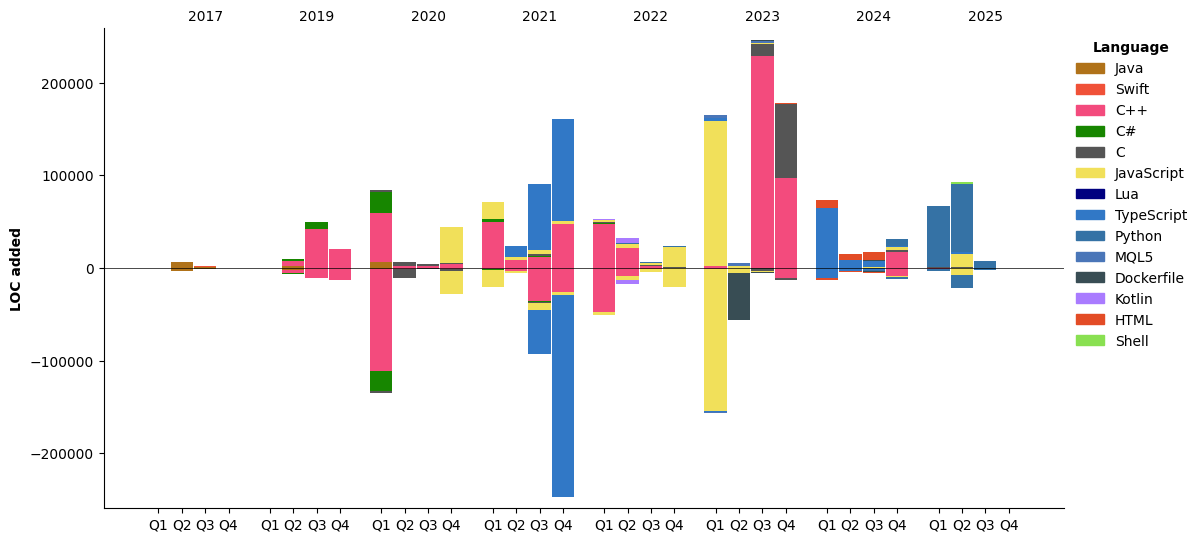 2017 2019 2020 2021 2022 2023 2024 2025
LOC added
200000
100000
0
−100000
−200000
Q1 Q2 Q3 Q4 Q1 Q2 Q3 Q4 Q1 Q2 Q3 Q4 Q1 Q2 Q3 Q4 Q1 Q2 Q3 Q4 Q1 Q2 Q3 Q4 Q1 Q2 Q3 Q4 Q1 Q2 Q3 Q4
Language
Java
Swift
C++
C#
C
JavaScript
Lua
TypeScript
Python
MQL5
Dockerfile
Kotlin
HTML
Shell